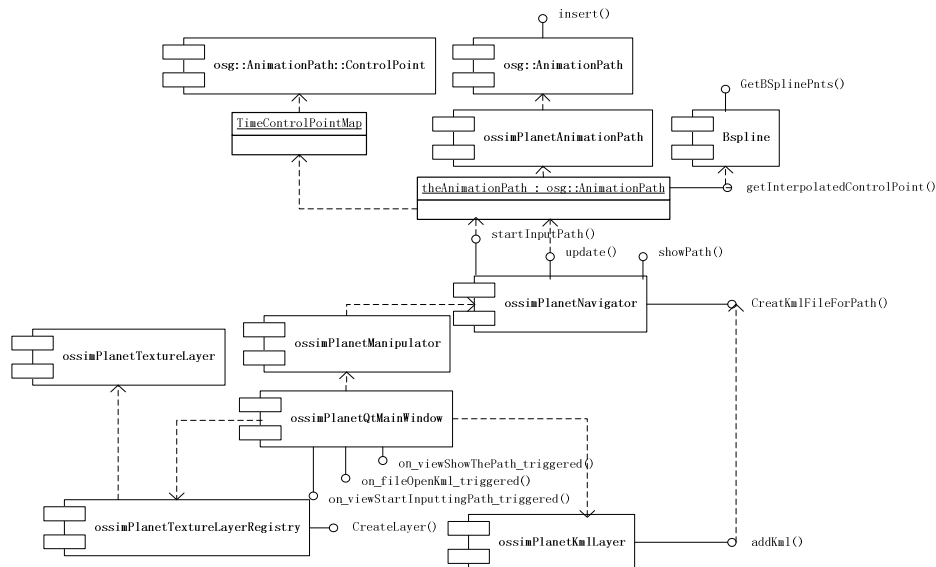 insert()
osg::AnimationPath::ControlPoint
osg::AnimationPath
GetBSplinePnts()
TimeControlPointMap
ossimPlanetAnimationPath
Bspline
theAnimationPath : osg::AnimationPath
getInterpolatedControlPoint()
startInputPath()
update()
showPath()
ossimPlanetNavigator
CreatKmlFileForPath()
ossimPlanetManipulator
ossimPlanetTextureLayer
ossimPlanetQtMainWindow
on_viewShowThePath_triggered()
on_fileOpenKml_triggered()
on_viewStartInputtingPath_triggered()
ossimPlanetTextureLayerRegistry
CreateLayer()
ossimPlanetKmlLayer
addKml()